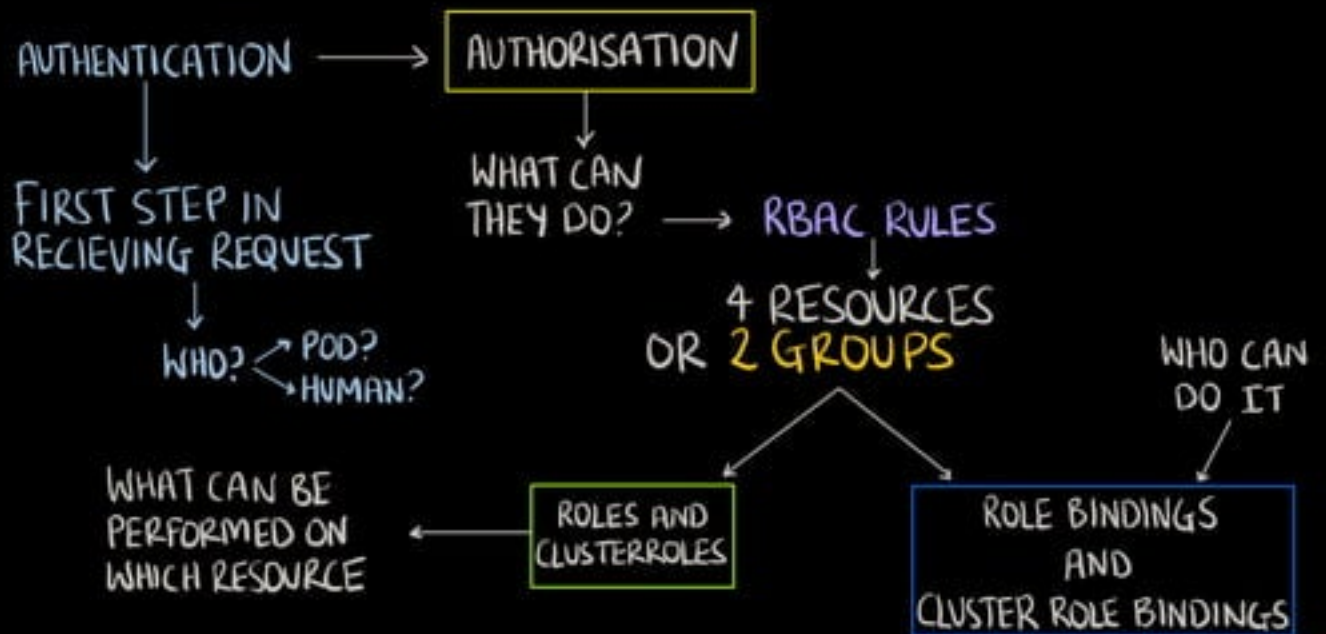 AUTHENTICATION
AUTHORISATION
FIRST STEP IN
RECIEVING REQUEST
WHO?
POD?
HUMAN?
WHAT CAN
THEY DO?
RBAC RULES
4 RESOURCES
OR 2 GROUPS
WHO CAN
DO IT
WHAT CAN BE
PERFORMED ON
WHICH RESOURCE
ROLES AND
CLUSTERROLES
ROLE BINDINGS
AND
CLUSTER ROLE BINDINGS